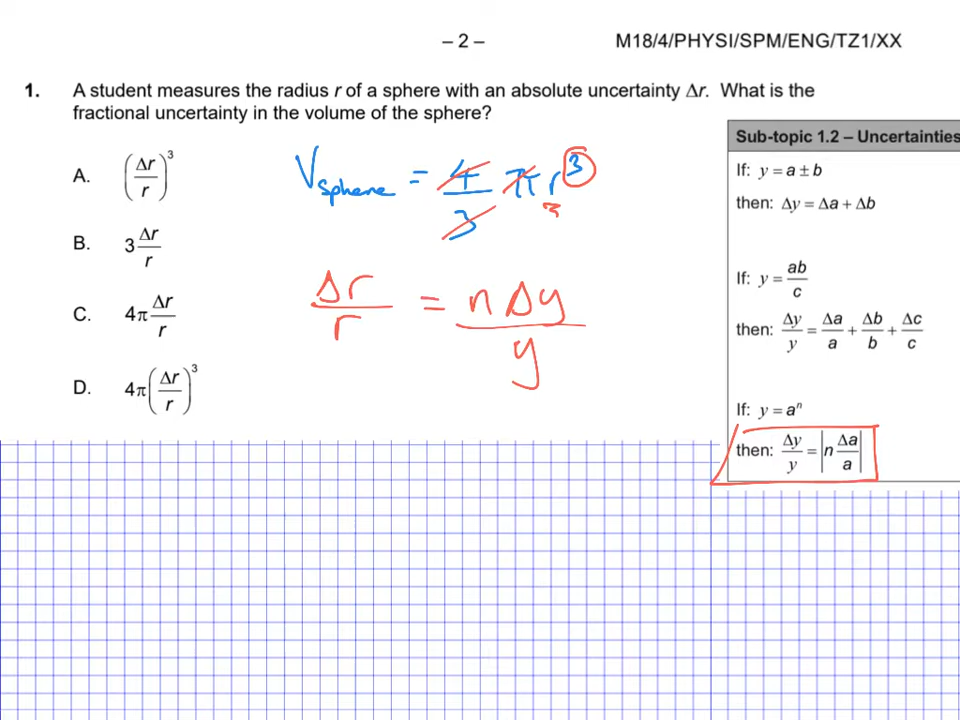 – 2 –
M18/4/PHYSI/SPM/ENG/TZ1/XX
1. A student measures the radius r of a sphere with an absolute uncertainty Δr. What is the
fractional uncertainty in the volume of the sphere?
A. (Δr/r)³
B. 3 Δr/r
C. 4π Δr/r
D. 4π (Δr/r)³
V sphere = 4/3 π r³
3
Δr/r = nΔy/y
Sub-topic 1.2 – Uncertainties
If: y = a ± b
then: Δy = Δa + Δb
If: y = ab/c
then: Δy/y = Δa/a + Δb/b + Δc/c
If: y = aⁿ
then: Δy/y = |n Δa/a|